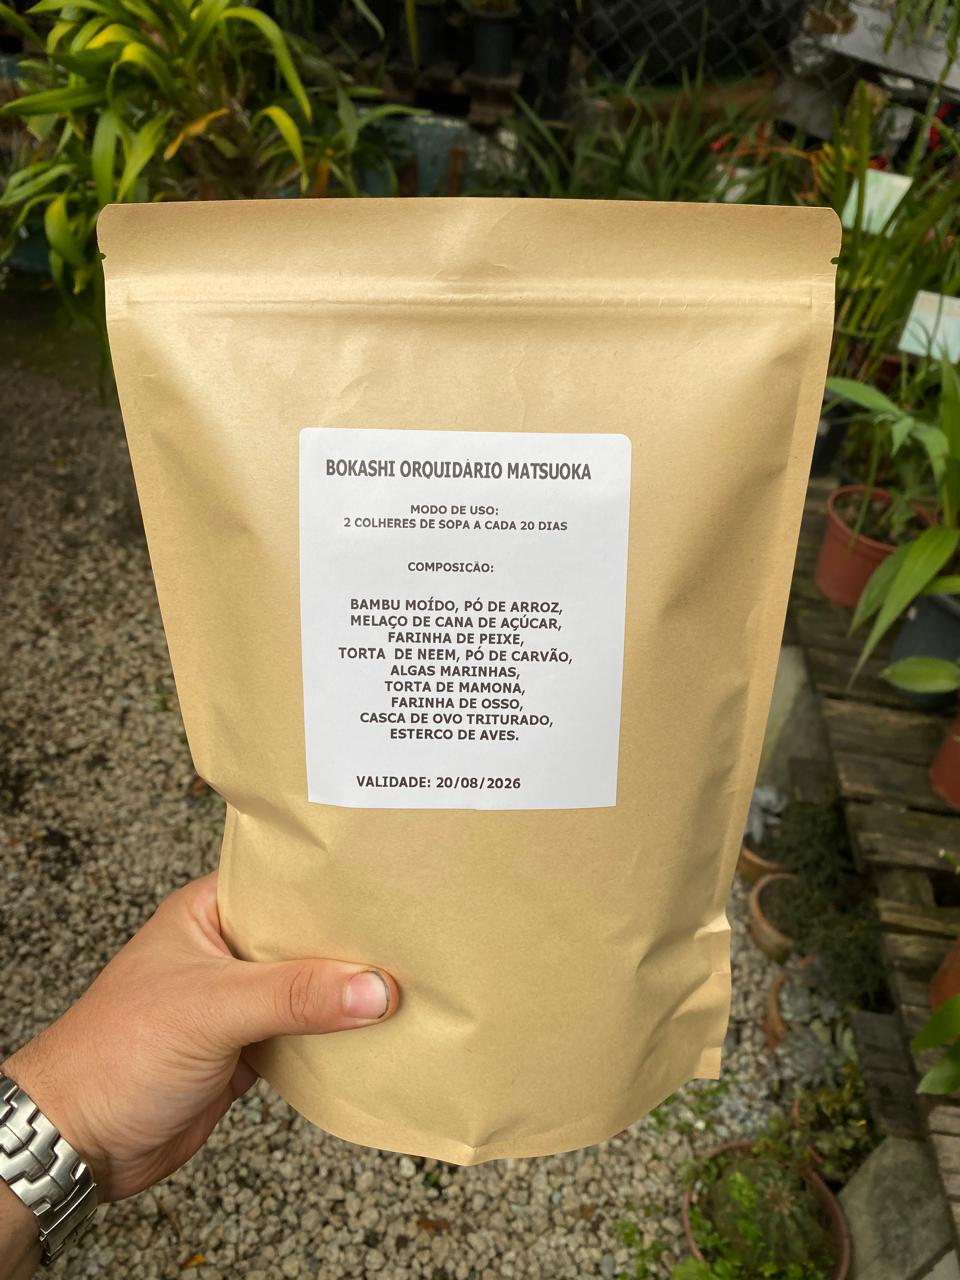 BOKASHI ORQUIDÁRIO MATSUOKA
MODO DE USO:
2 COLHERES DE SOPA A CADA 20 DIAS
COMPOSIÇÃO:
BAMBU MOÍDO, PÓ DE ARROZ,
MELAÇO DE CANA DE AÇÚCAR,
FARINHA DE PEIXE,
TORTA DE NEEM, PÓ DE CARVÃO,
ALGAS MARINHAS,
TORTA DE MAMONA,
FARINHA DE OSSO,
CASCA DE OVO TRITURADO,
ESTERCO DE AVES.
VALIDADE: 20/08/2026